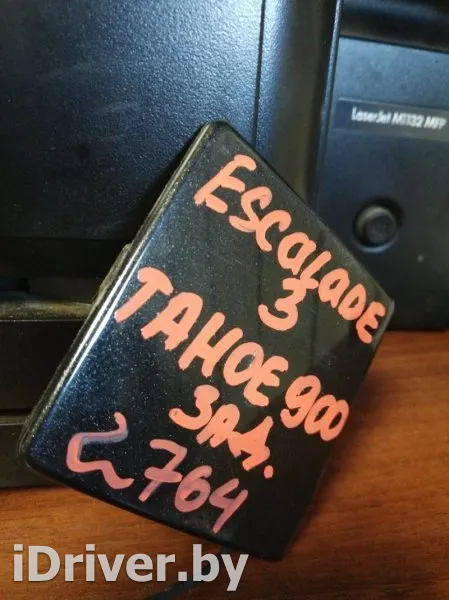 LaserJet M1132 MFP
ESCALADE
3
TAHOE 900
ЗАД.
764
iDriver.by